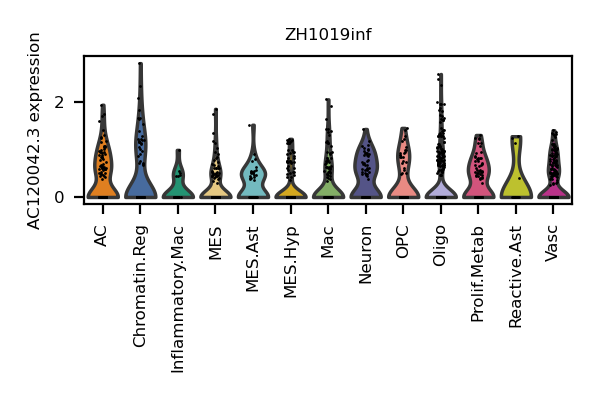 ZH1019inf
AC120042.3 expression
2
0
AC
Chromatin.Reg
Inflammatory.Mac
MES
MES.Ast
MES.Hyp
Mac
Neuron
OPC
Oligo
Prolif.Metab
Reactive.Ast
Vasc